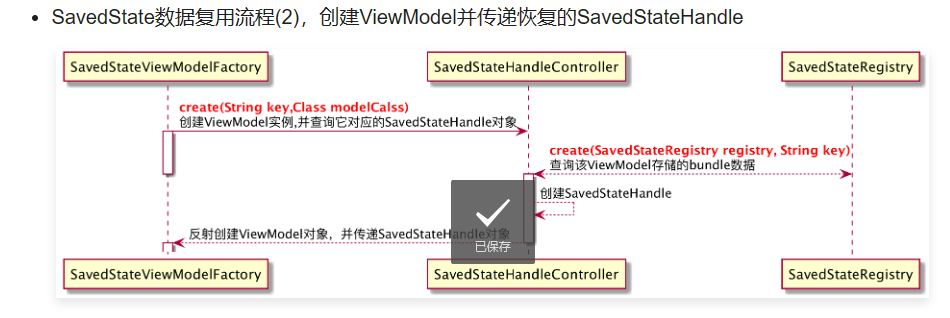 SavedState数据复用流程(2)，创建ViewModel并传递恢复的SavedStateHandle
SavedStateViewModelFactory
SavedStateHandleController
SavedStateRegistry
create(String key,Class modelCalss)
创建ViewModel实例,并查询它对应的SavedStateHandle对象
create(SavedStateRegistry registry, String key)
查询该ViewModel存储的bundle数据
创建SavedStateHandle
反射创建ViewModel对象，并传递SavedStateHandle对象
已保存
SavedStateViewModelFactory
SavedStateHandleController
SavedStateRegistry